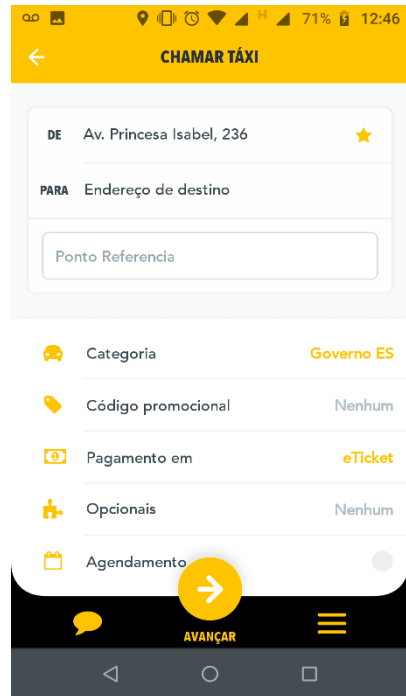 H 71% 12:46
CHAMAR TÁXI
DE Av. Princesa Isabel, 236
PARA Endereço de destino
Ponto Referencia
Categoria Governo ES
Código promocional Nenhum
Pagamento em eTicket
Opcionais Nenhum
Agendamento
AVANÇAR